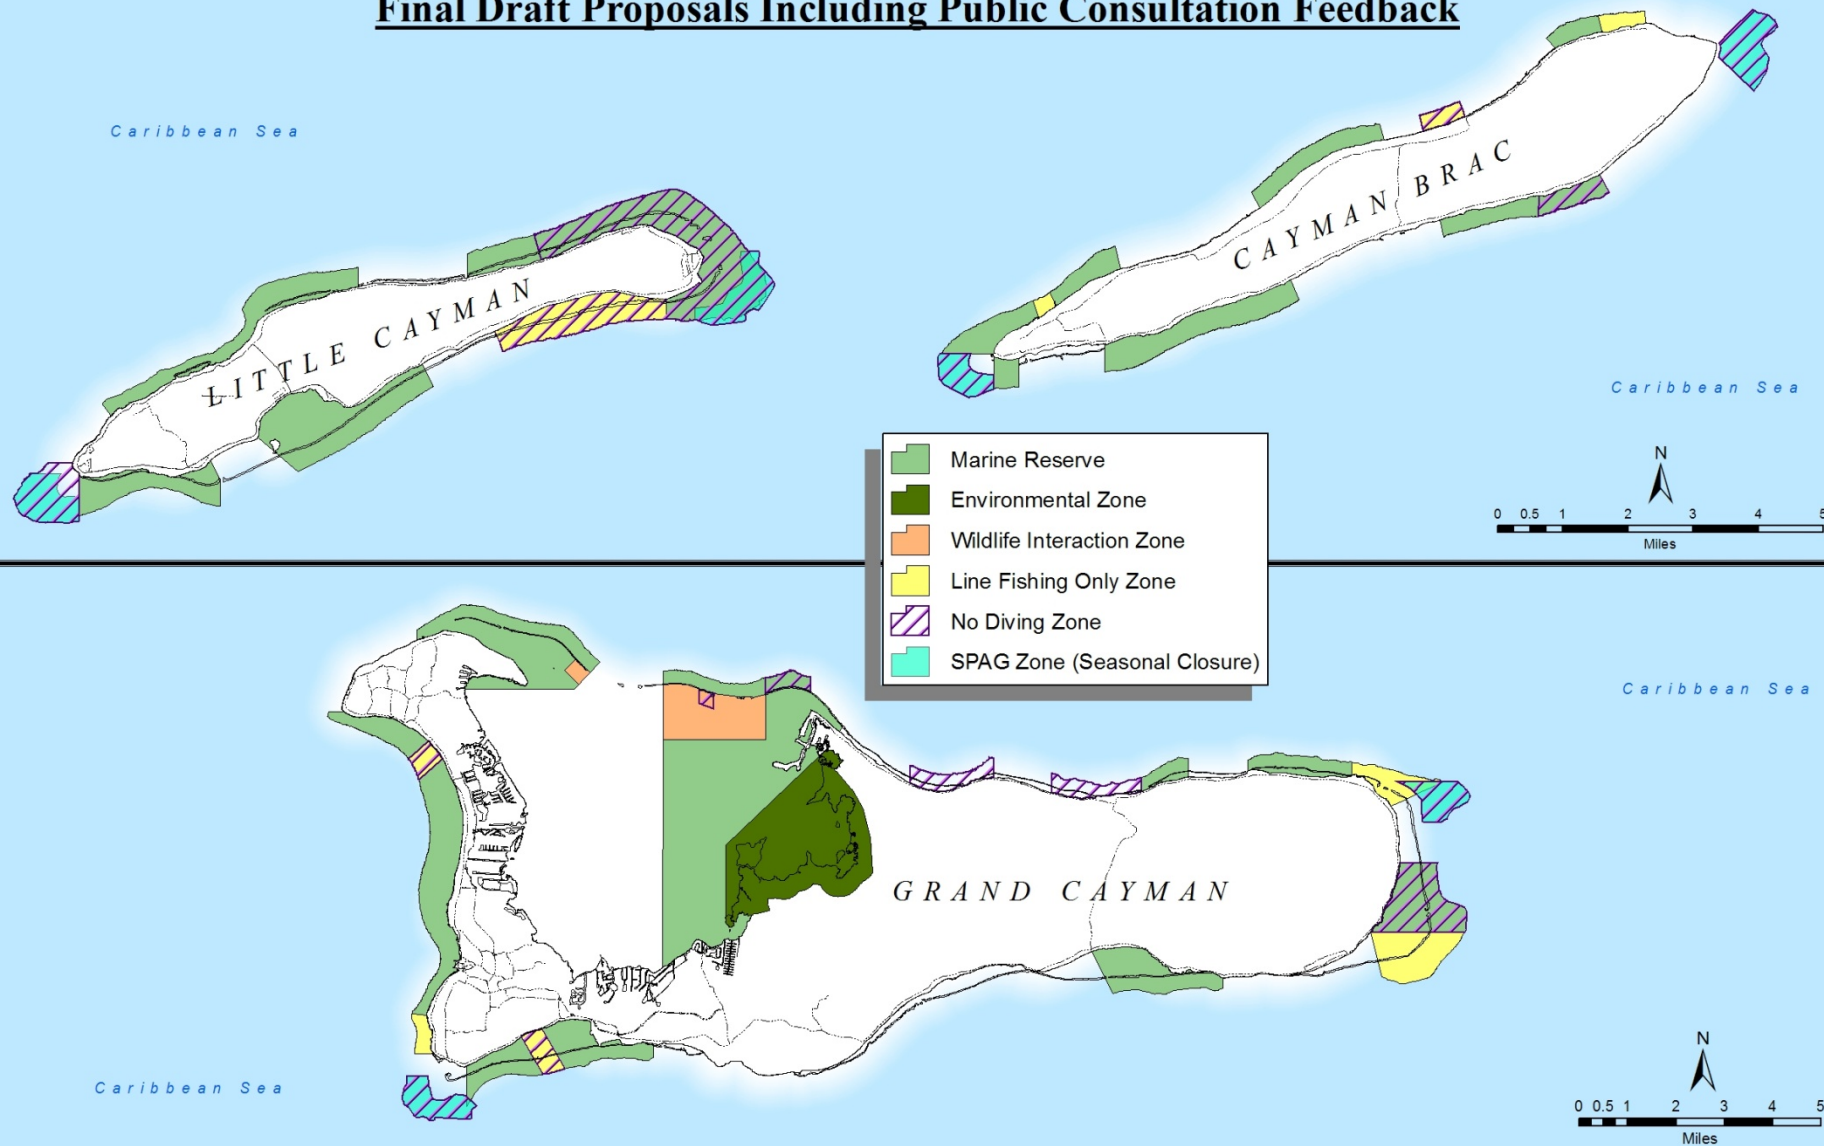 Final Draft Proposals Including Public Consultation Feedback
Caribbean Sea
CAYMAN BRAC
LITTLE CAYMAN
Caribbean Sea
Marine Reserve
Environmental Zone
Wildlife Interaction Zone
Line Fishing Only Zone
No Diving Zone
SPAG Zone (Seasonal Closure)
N
0 0.5 1 2 3 4 5
Miles
Caribbean Sea
GRAND CAYMAN
Caribbean Sea
N
0 0.5 1 2 3 4 5
Miles